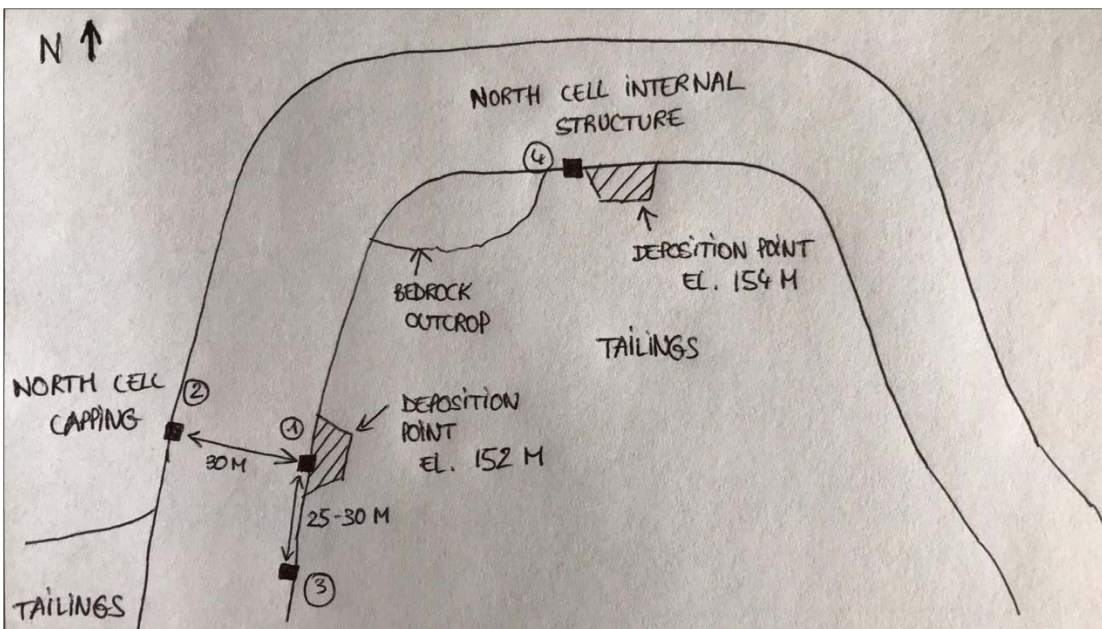 N
NORTH CELL INTERNAL
STRUCTURE
4
DEPOSITION POINT
EL. 154 M
BEDROCK
OUTCROP
TAILINGS
NORTH CELL
CAPPING
2
1
DEPOSITION
POINT
EL. 152 M
30 M
25-30 M
3
TAILINGS